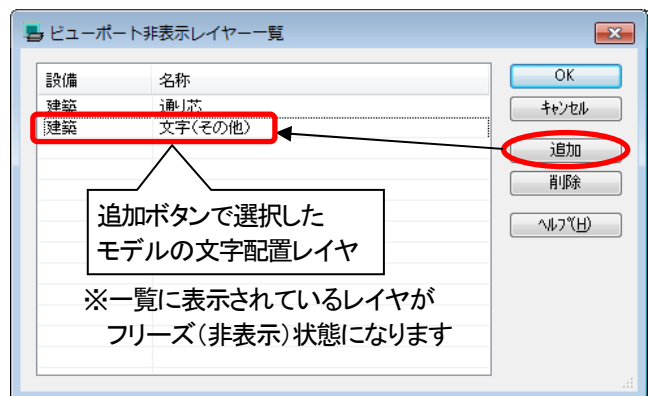 ビューポート非表示レイヤー一覧
設備 名称
建築 通り芯
建築 文字(その他)
OK
キャンセル
追加
削除
ヘルプ(H)
追加ボタンで選択した
モデルの文字配置レイヤ
※一覧に表示されているレイヤが
フリーズ(非表示)状態になります